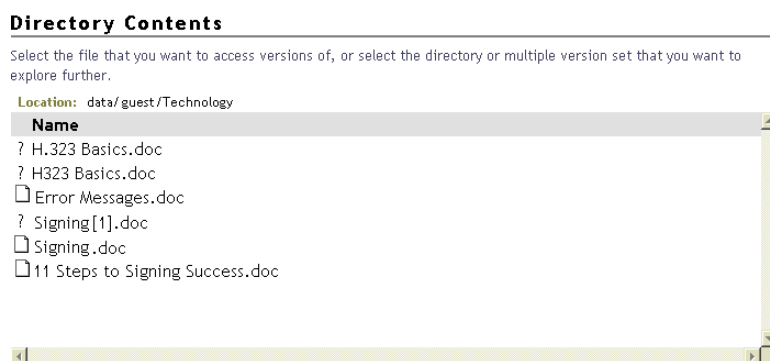 Directory Contents
Select the file that you want to access versions of, or select the directory or multiple version set that you want to
explore further.
Location: data/guest/Technology
Name
? H.323 Basics.doc
? H323 Basics.doc
Error Messages.doc
? Signing[1].doc
Signing.doc
11 Steps to Signing Success.doc